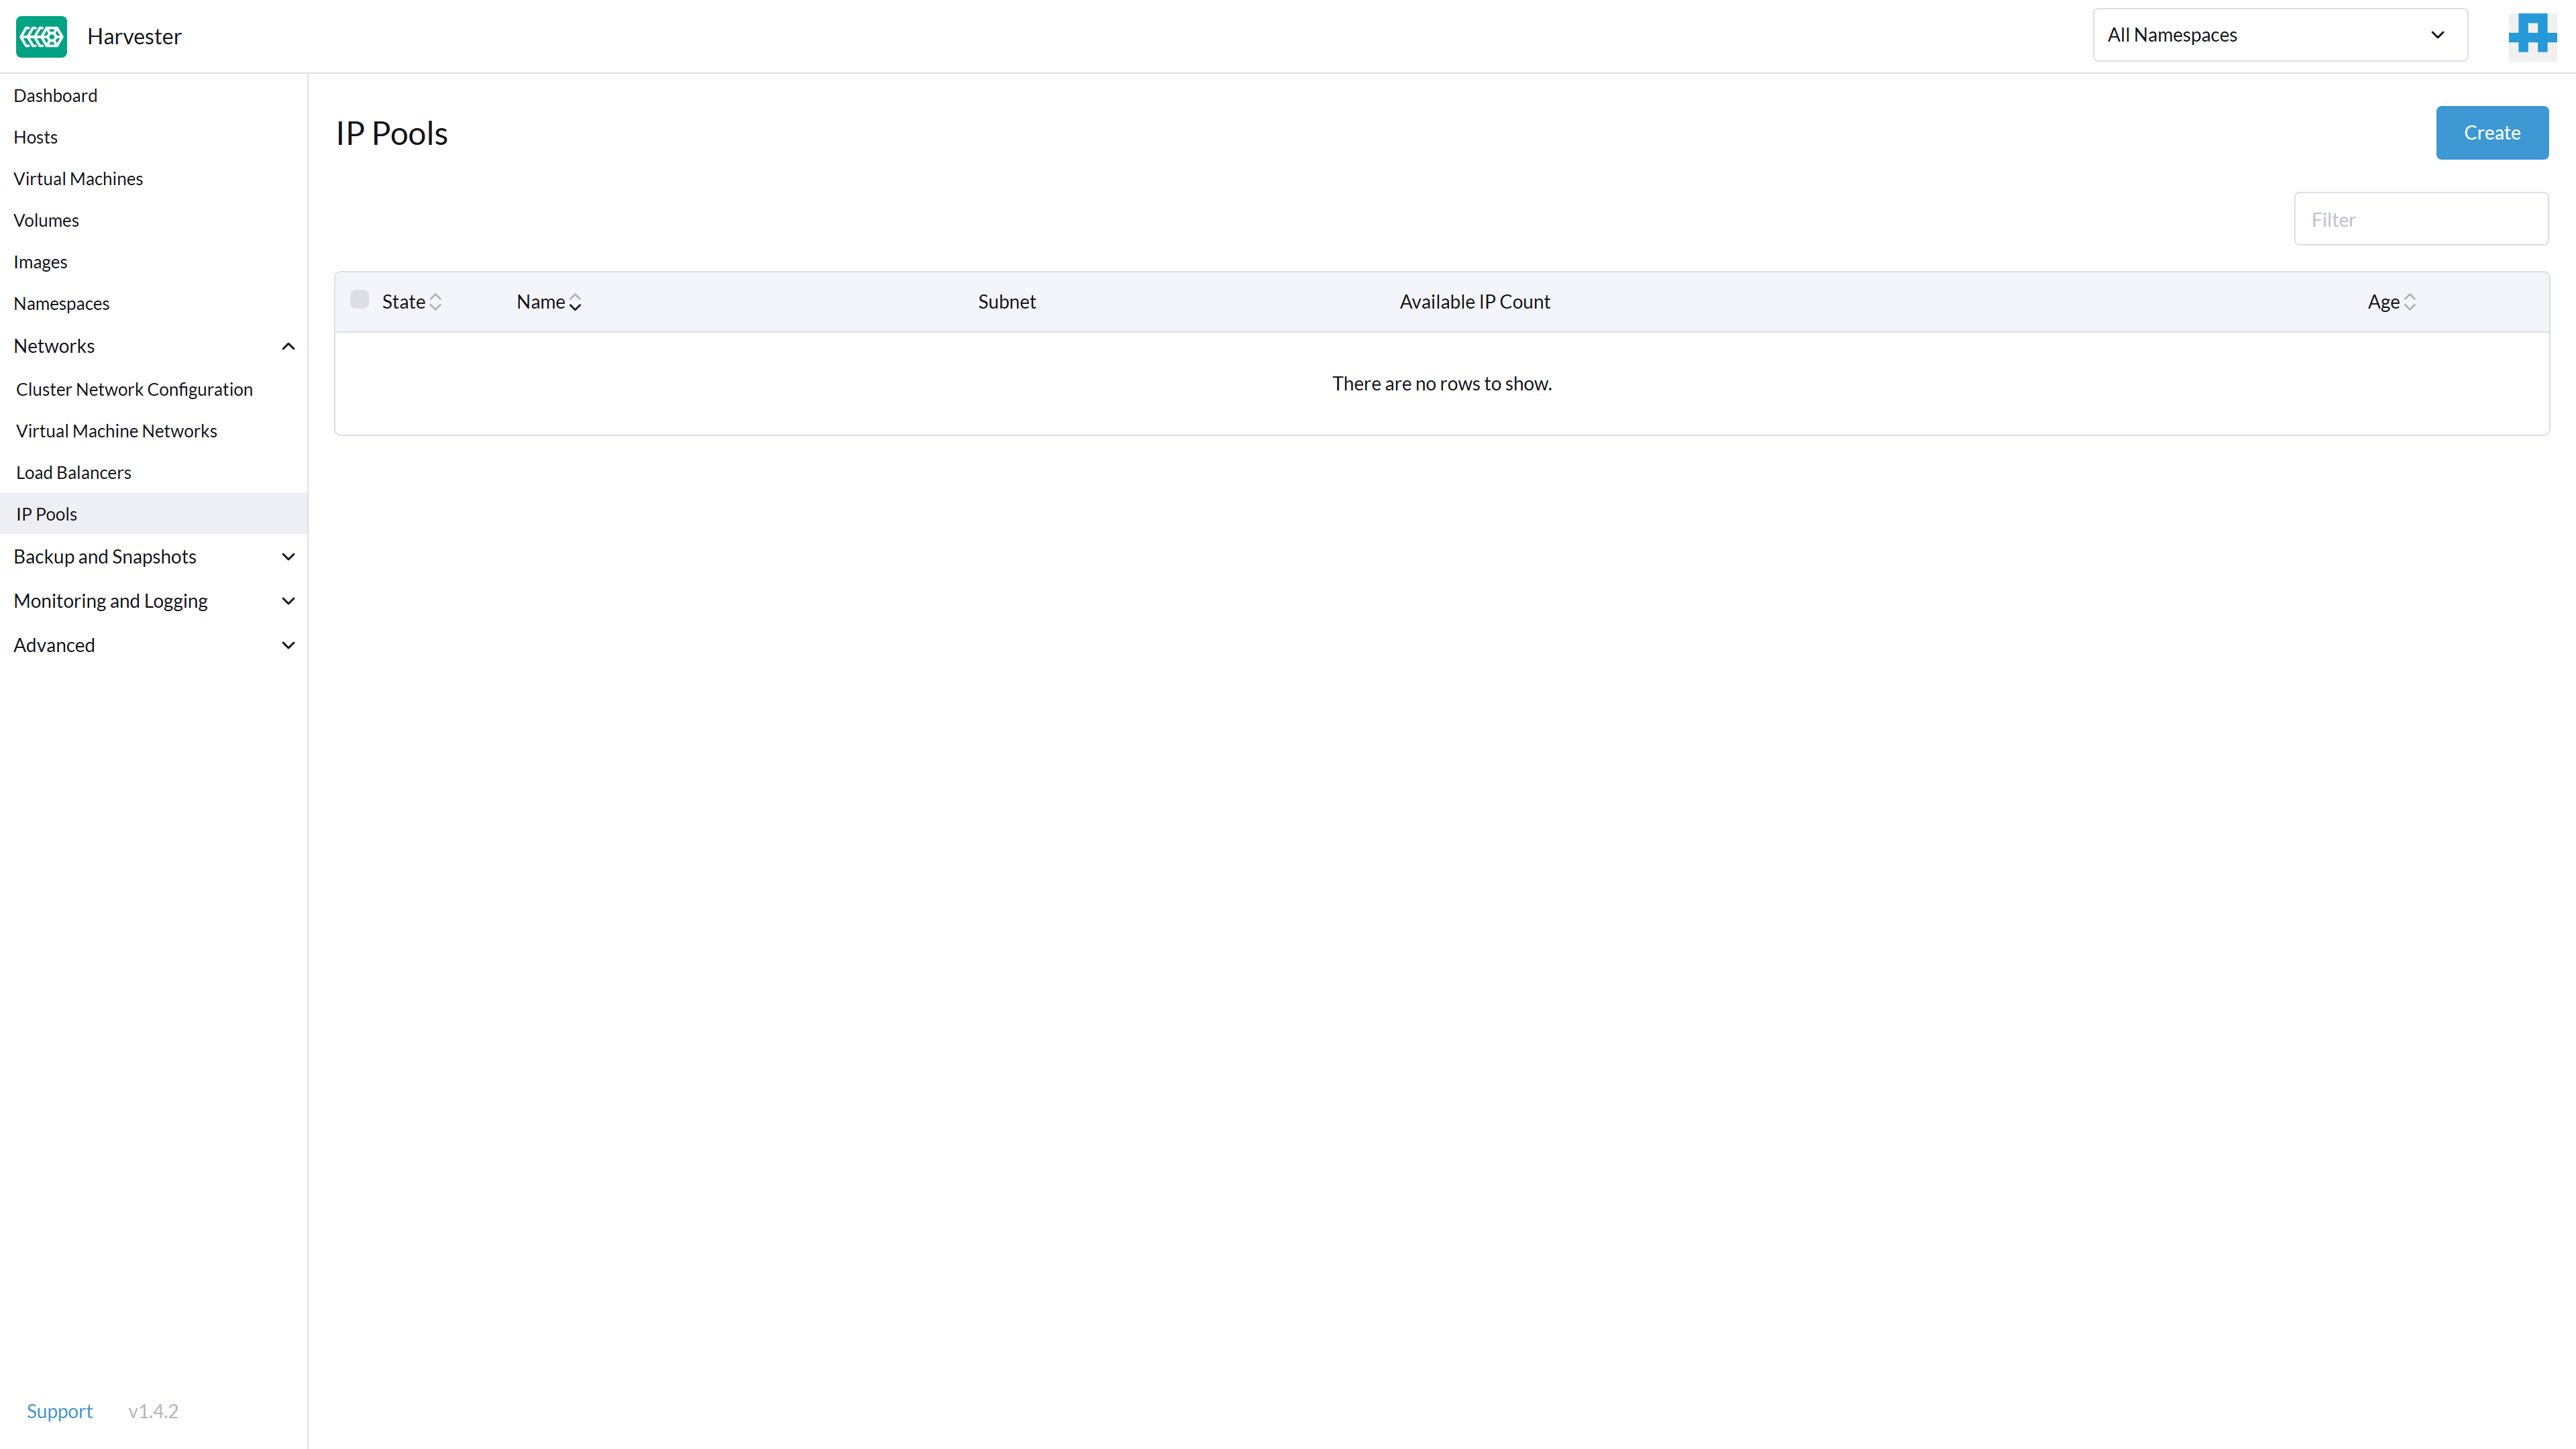 Harvester
All Namespaces
Dashboard
Hosts
Virtual Machines
Volumes
Images
Namespaces
Networks
Cluster Network Configuration
Virtual Machine Networks
Load Balancers
IP Pools
Backup and Snapshots
Monitoring and Logging
Advanced
Support v1.4.2
IP Pools
Create
Filter
State Name Subnet Available IP Count Age
There are no rows to show.